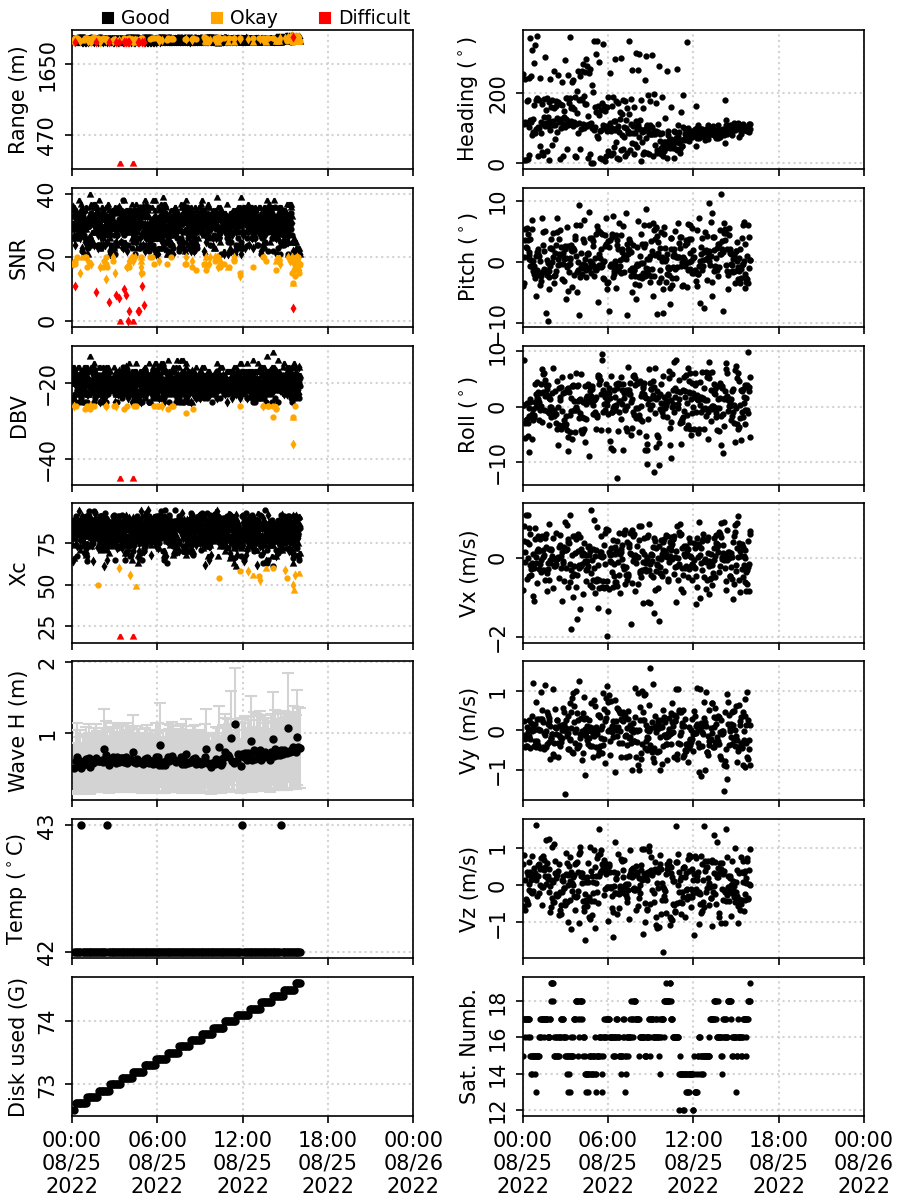 Good Okay Difficult
Range (m)
1650
470
Heading (°)
200
0
SNR
40
20
0
Pitch (°)
10
0
−10
DBV
−20
−40
Roll (°)
10
0
−10
Xc
75
50
25
Vx (m/s)
0
−2
Wave H (m)
2
1
Vy (m/s)
1
0
−1
Temp (°C)
43
42
Vz (m/s)
1
0
−1
Disk used (G)
74
73
Sat. Numb.
18
16
14
12
00:00 06:00 12:00 18:00 00:00
08/25 08/25 08/25 08/25 08/26
2022 2022 2022 2022 2022
00:00 06:00 12:00 18:00 00:00
08/25 08/25 08/25 08/25 08/26
2022 2022 2022 2022 2022